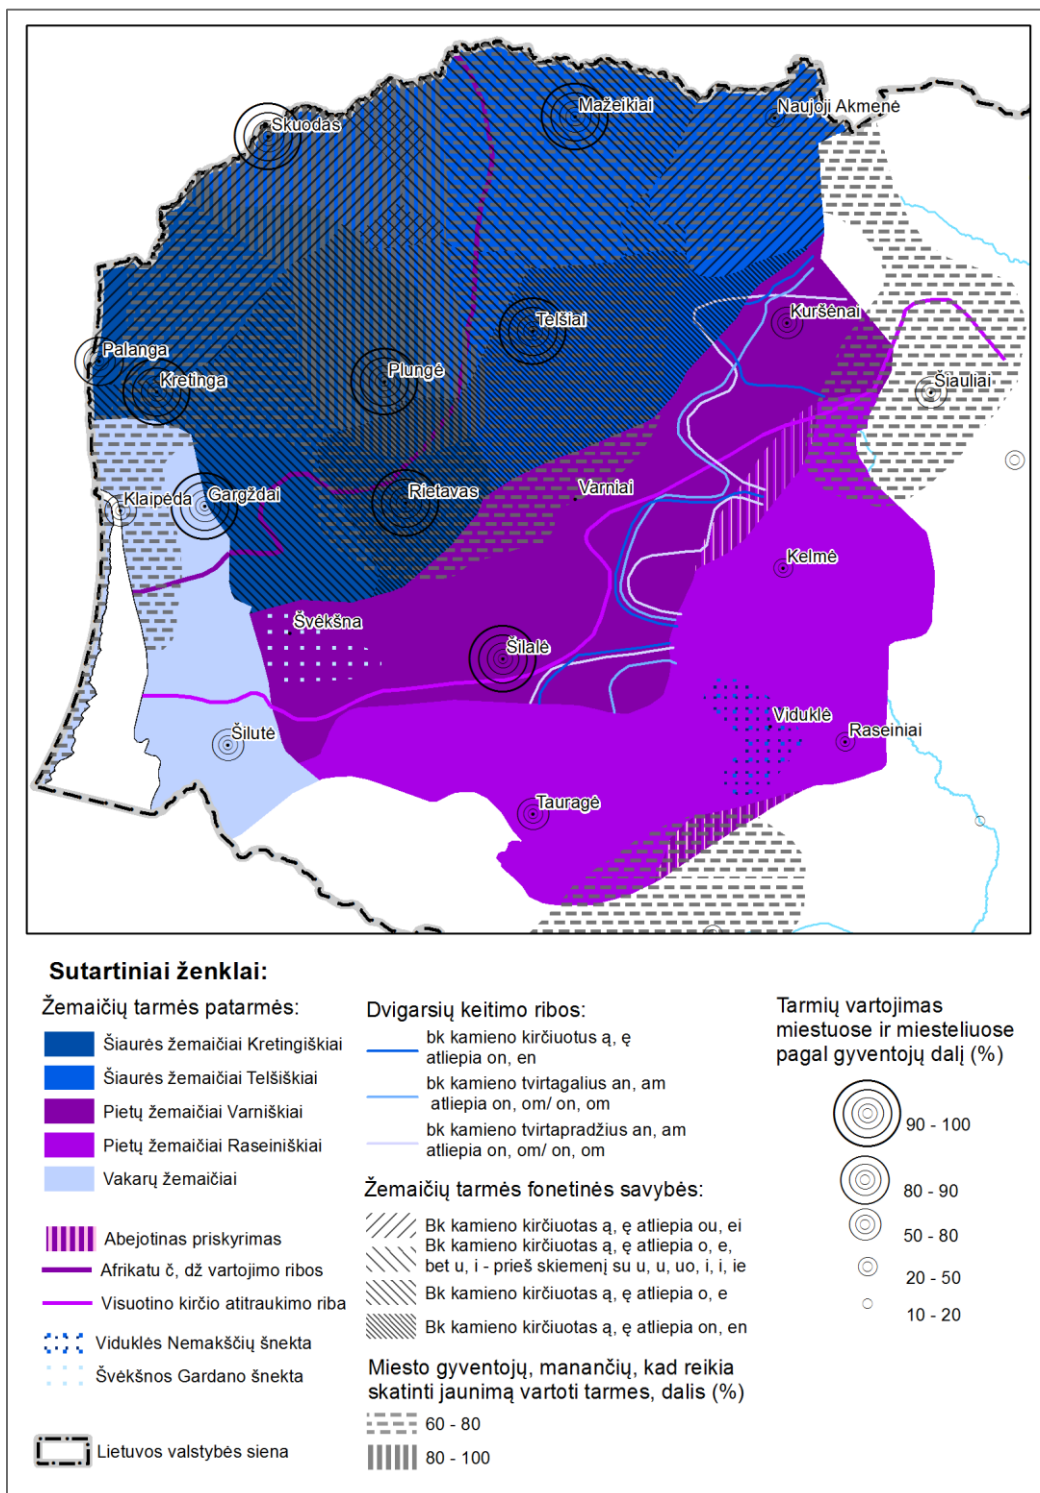 Skuodas
Mažeikiai
Naujoji Akmenė
Telšiai
Kuršėnai
Palanga
Kretinga
Plungė
Šiauliai
Klaipėda
Gargždai
Rietavas
Varniai
Kelmė
Švėkšna
Šilalė
Šilutė
Viduklė
Raseiniai
Tauragė
Sutartiniai ženklai:
Žemaičių tarmės patarmės:
Šiaurės žemaičiai Kretingiškiai
Šiaurės žemaičiai Telšiškiai
Pietų žemaičiai Varniškiai
Pietų žemaičiai Raseiniškiai
Vakarų žemaičiai
Abejotinas priskyrimas
Afrikatu č, dž vartojimo ribos
Visuotino kirčio atitraukimo riba
Viduklės Nemakščių šnekta
Švėkšnos Gardano šnekta
Lietuvos valstybės siena
Dvigarsių keitimo ribos:
bk kamieno kirčiuotus ą, ę
atliepia on, en
bk kamieno tvirtagalius an, am
atliepia on, om/ on, om
bk kamieno tvirtapradžius an, am
atliepia on, om/ on, om
Žemaičių tarmės fonetinės savybės:
Bk kamieno kirčiuotas ą, ę atliepia ou, ei
Bk kamieno kirčiuotas ą, ę atliepia o, e,
bet u, i - prieš skiemenį su u, u, uo, i, i, ie
Bk kamieno kirčiuotas ą, ę atliepia o, e
Bk kamieno kirčiuotas ą, ę atliepia on, en
Miesto gyventojų, manančių, kad reikia
skatinti jaunimą vartoti tarmes, dalis (%)
60 - 80
80 - 100
Tarmių vartojimas
miestuose ir miesteliuose
pagal gyventojų dalį (%)
90 - 100
80 - 90
50 - 80
20 - 50
10 - 20